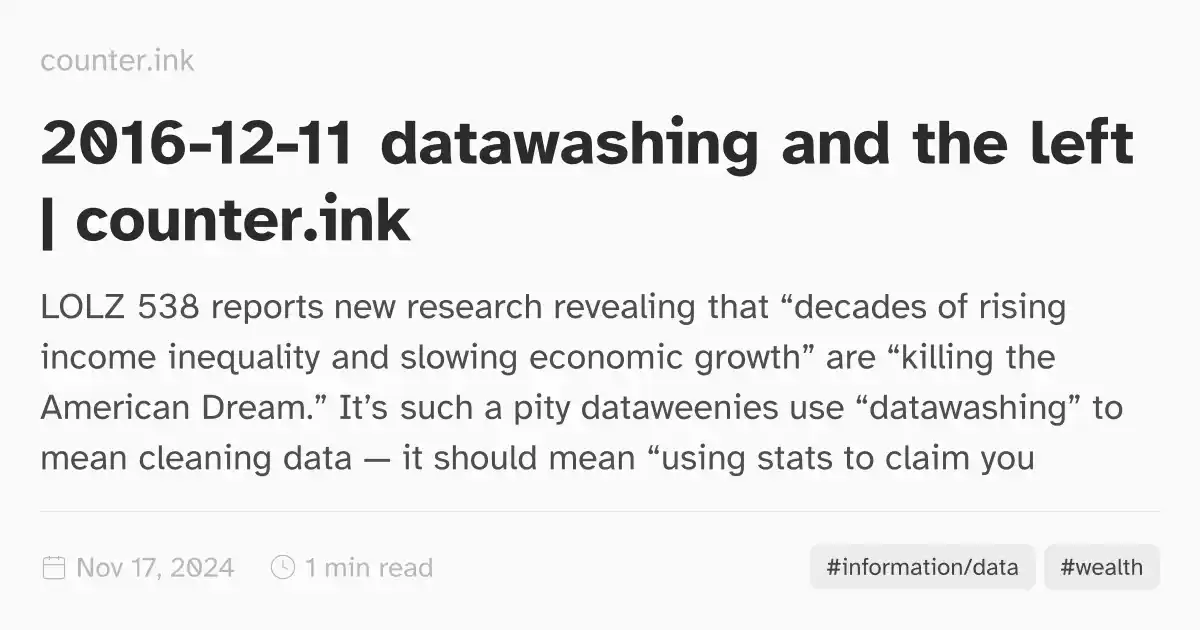 counter.ink
2016-12-11 datawashing and the left
| counter.ink
LOLZ 538 reports new research revealing that “decades of rising
income inequality and slowing economic growth” are “killing the
American Dream.” It’s such a pity dataweenies use “datawashing” to
mean cleaning data — it should mean “using stats to claim you
Nov 17, 2024 1 min read #information/data #wealth